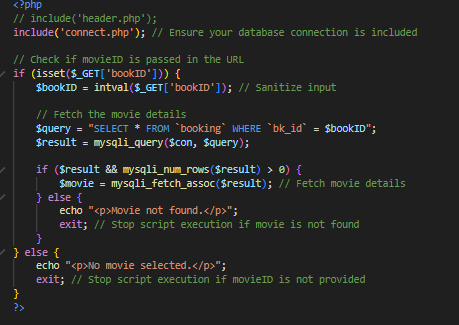 <?php
// include('header.php');
include('connect.php'); // Ensure your database connection is included
// Check if movieID is passed in the URL
if (isset($_GET['bookID'])) {
$bookID = intval($_GET['bookID']); // Sanitize input
// Fetch the movie details
$query = "SELECT * FROM `booking` WHERE `bk_id` = $bookID";
$result = mysqli_query($con, $query);
if ($result && mysqli_num_rows($result) > 0) {
$movie = mysqli_fetch_assoc($result); // Fetch movie details
} else {
echo "<p>Movie not found.</p>";
exit; // Stop script execution if movie is not found
}
} else {
echo "<p>No movie selected.</p>";
exit; // Stop script execution if movieID is not provided
}
?>